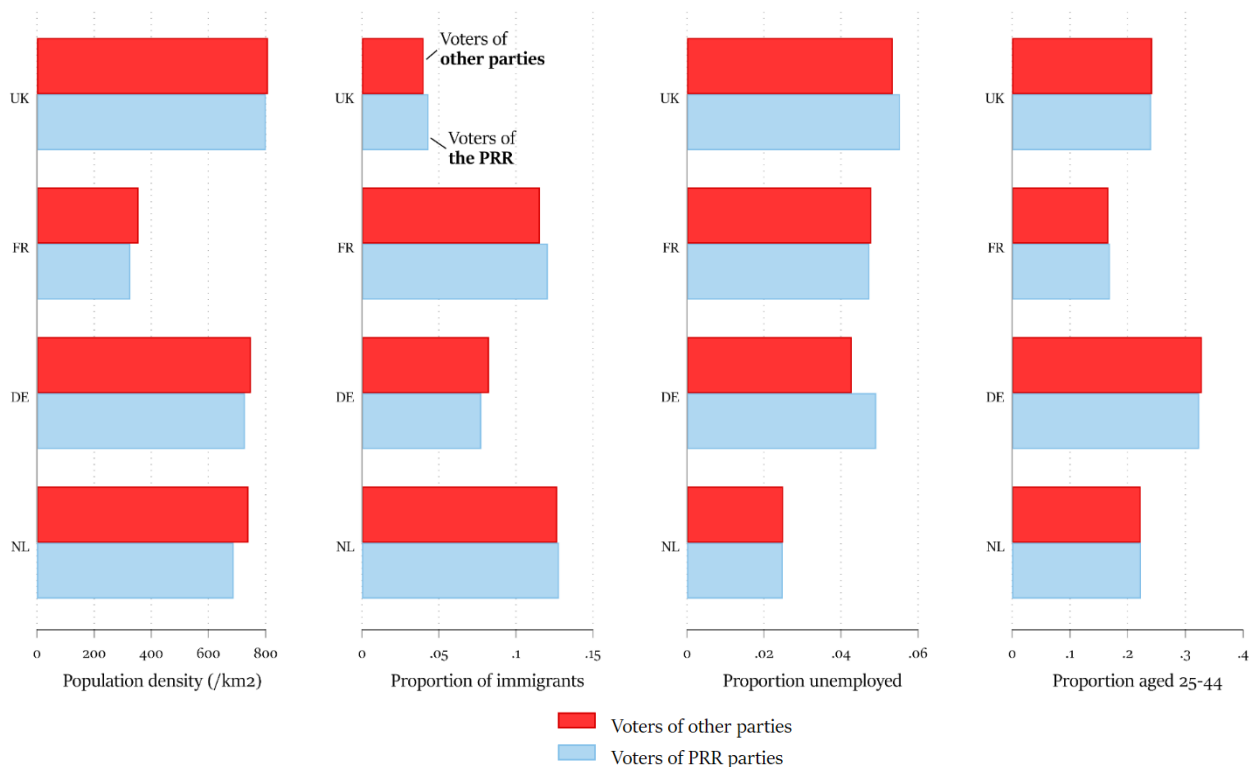 UK
FR
DE
NL
0 200 400 600 800
Population density (/km2)
Voters of
other parties
Voters of
the PRR
UK
FR
DE
NL
0 .05 .1 .15
Proportion of immigrants
UK
FR
DE
NL
0 .02 .04 .06
Proportion unemployed
UK
FR
DE
NL
0 .1 .2 .3 .4
Proportion aged 25-44
Voters of other parties
Voters of PRR parties